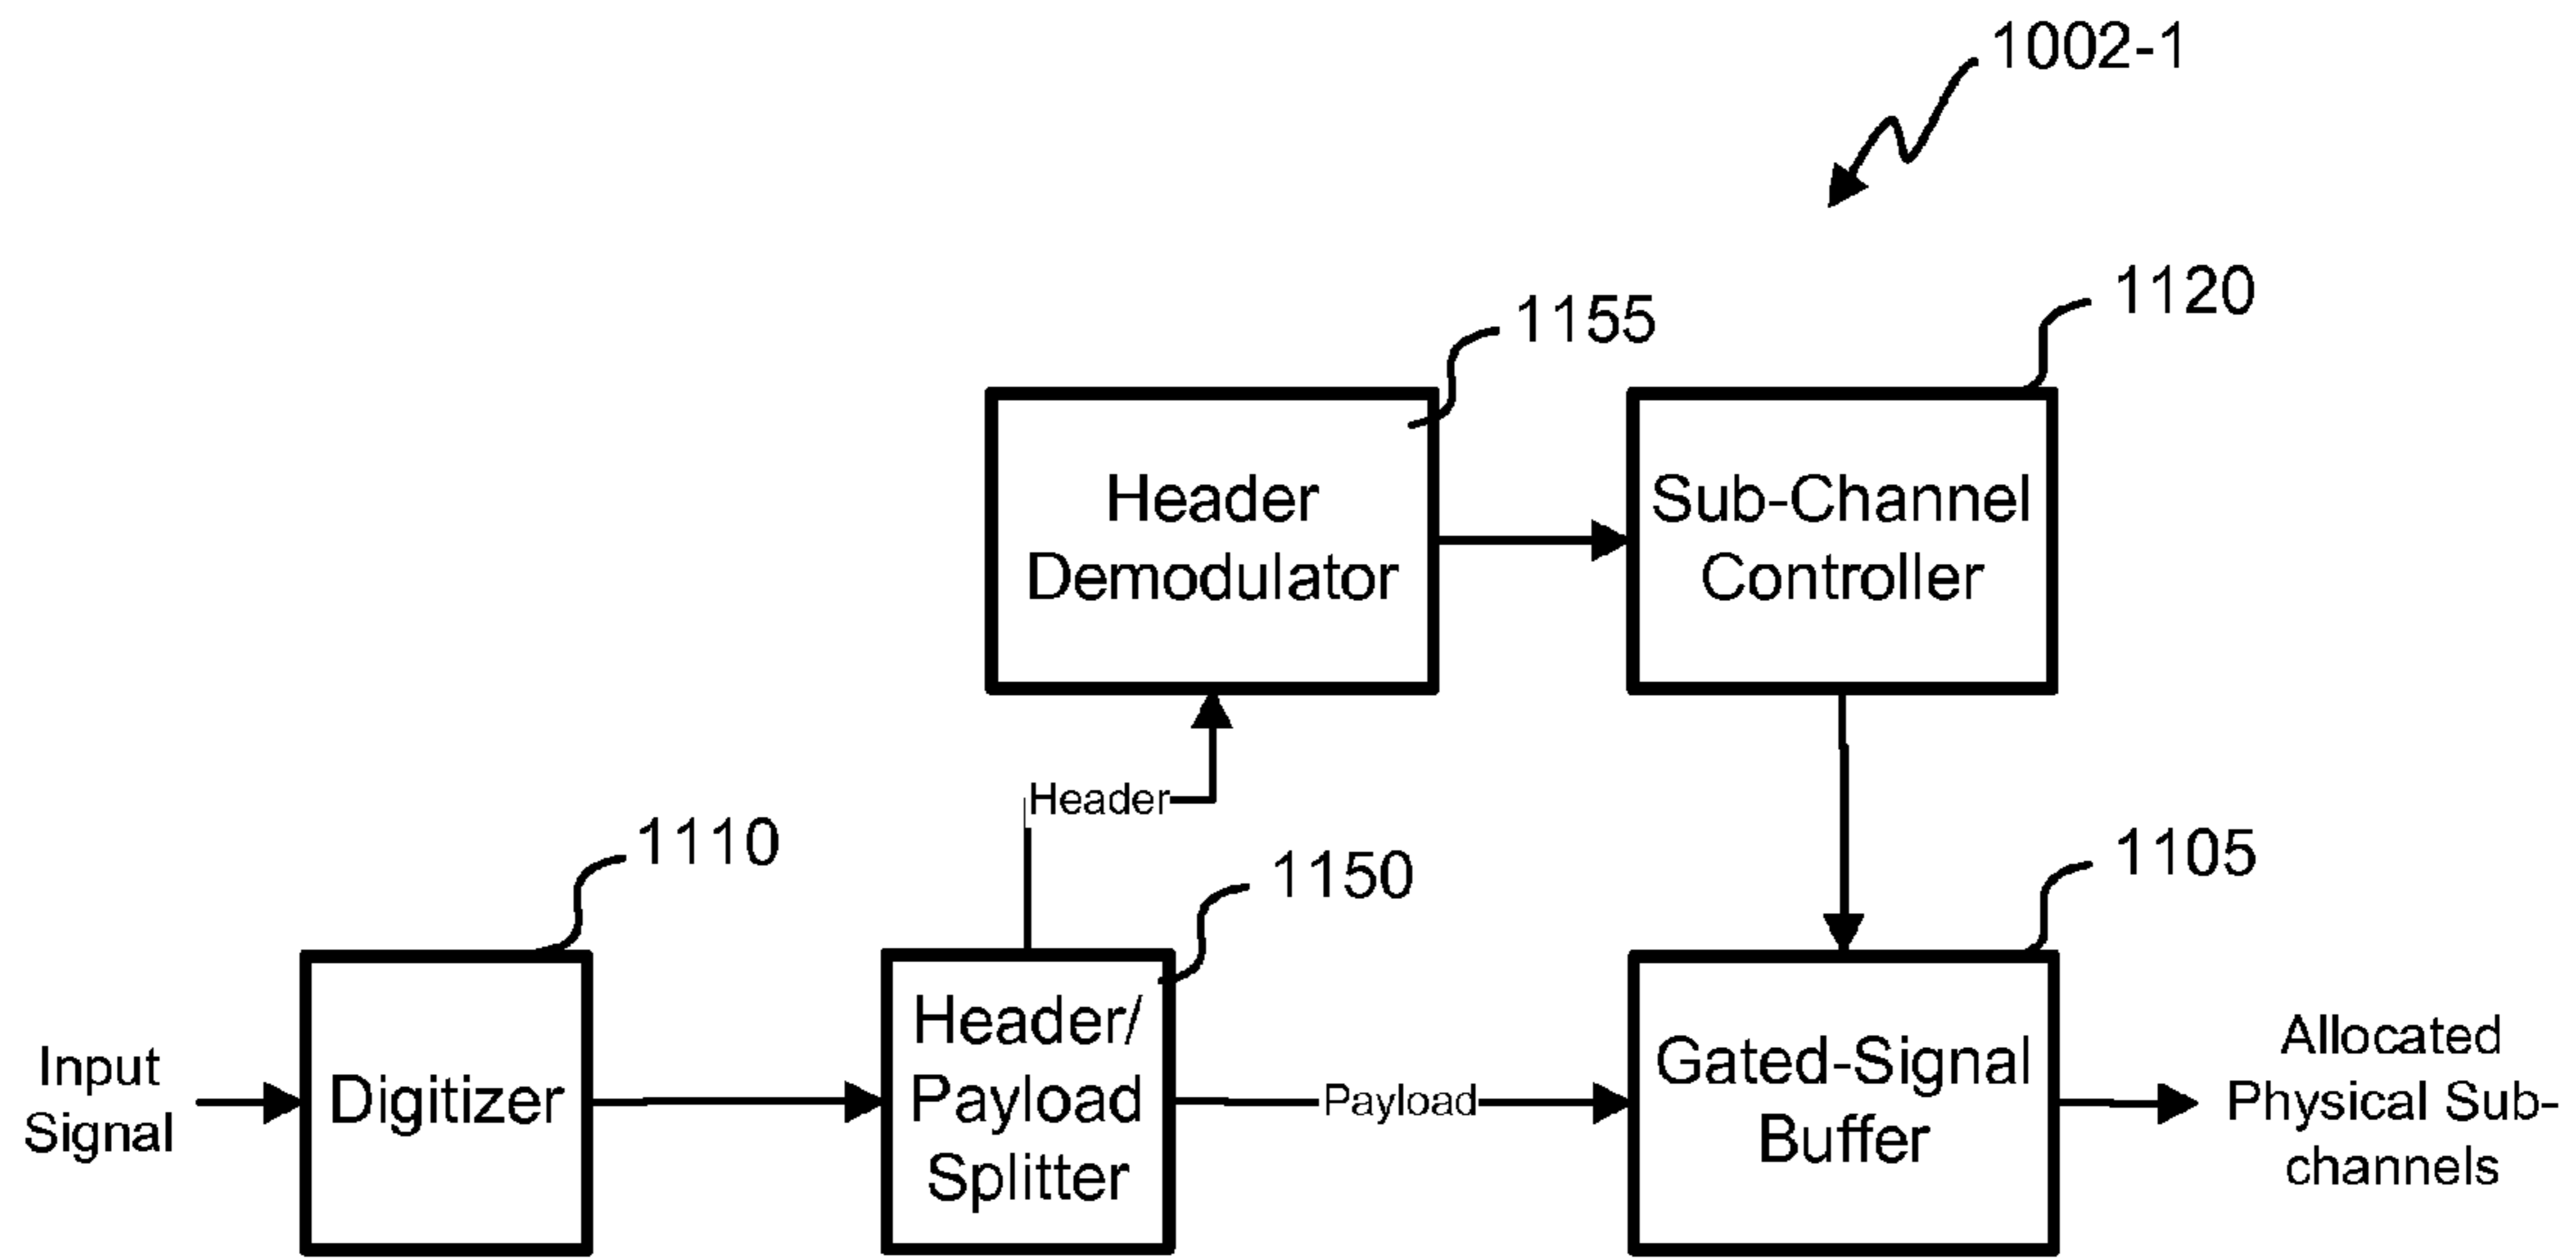 1002-1
1120
1155
Header
Demodulator
Sub-Channel
Controller
Header
1110
1150
1105
Input
Signal
Digitizer
Header/
Payload
Splitter
Payload
Gated-Signal
Buffer
Allocated
Physical Sub-
channels